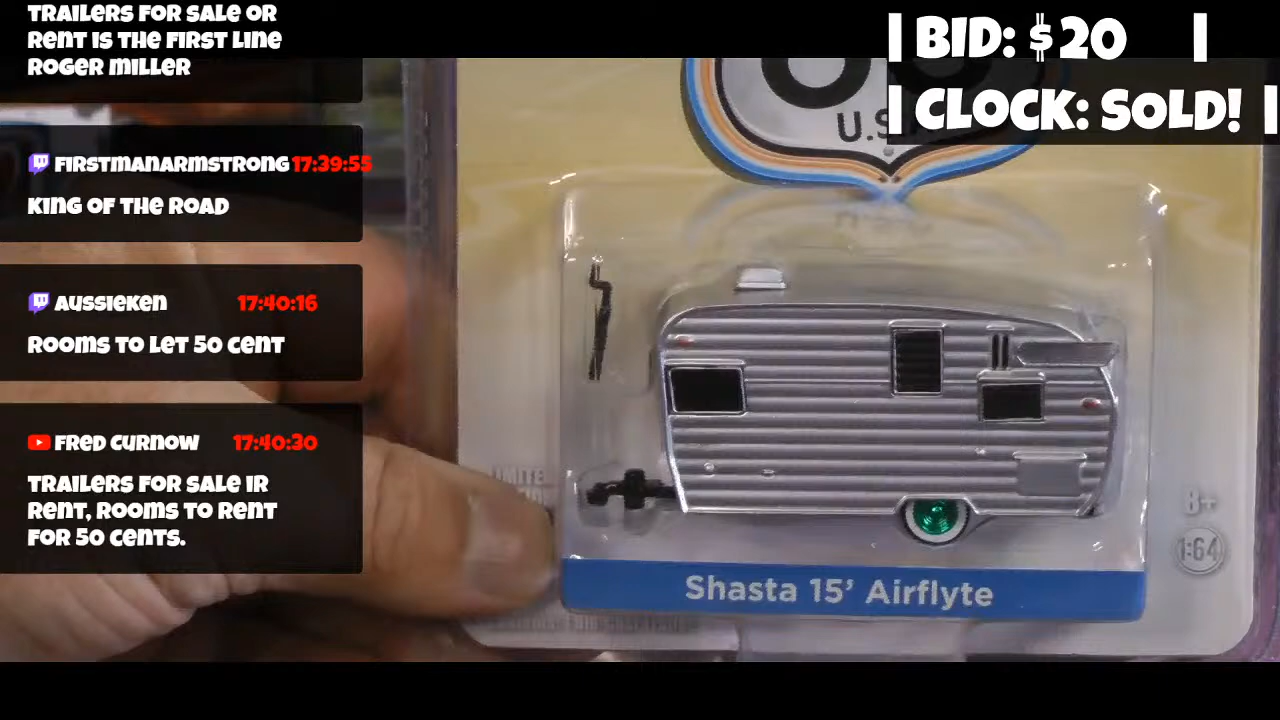 TRAILERS FOR SALE OR
RENT IS THE FIRST LINE
ROGER MILLER
FIRSTMANARMSTRONG 17:39:55
KING OF THE ROAD
AUSSIEKEN 17:40:16
ROOMS TO LET 50 CENT
FRED CURNOW 17:40:30
TRAILERS FOR SALE IR
RENT, ROOMS TO RENT
FOR 50 CENTS.
| BID: $20 |
| CLOCK: SOLD! |
8+
1:64
Shasta 15' Airflyte